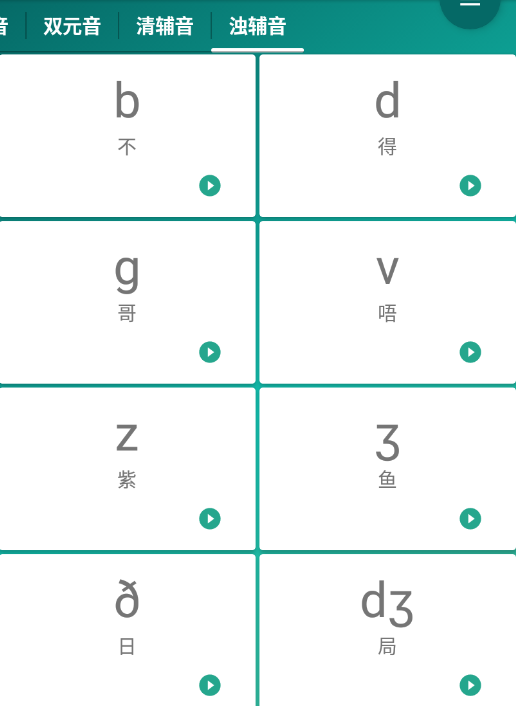 音 双元音 清辅音 浊辅音
b d
不 得
g v
哥 唔
z ʒ
紫 鱼
ð dʒ
日 局